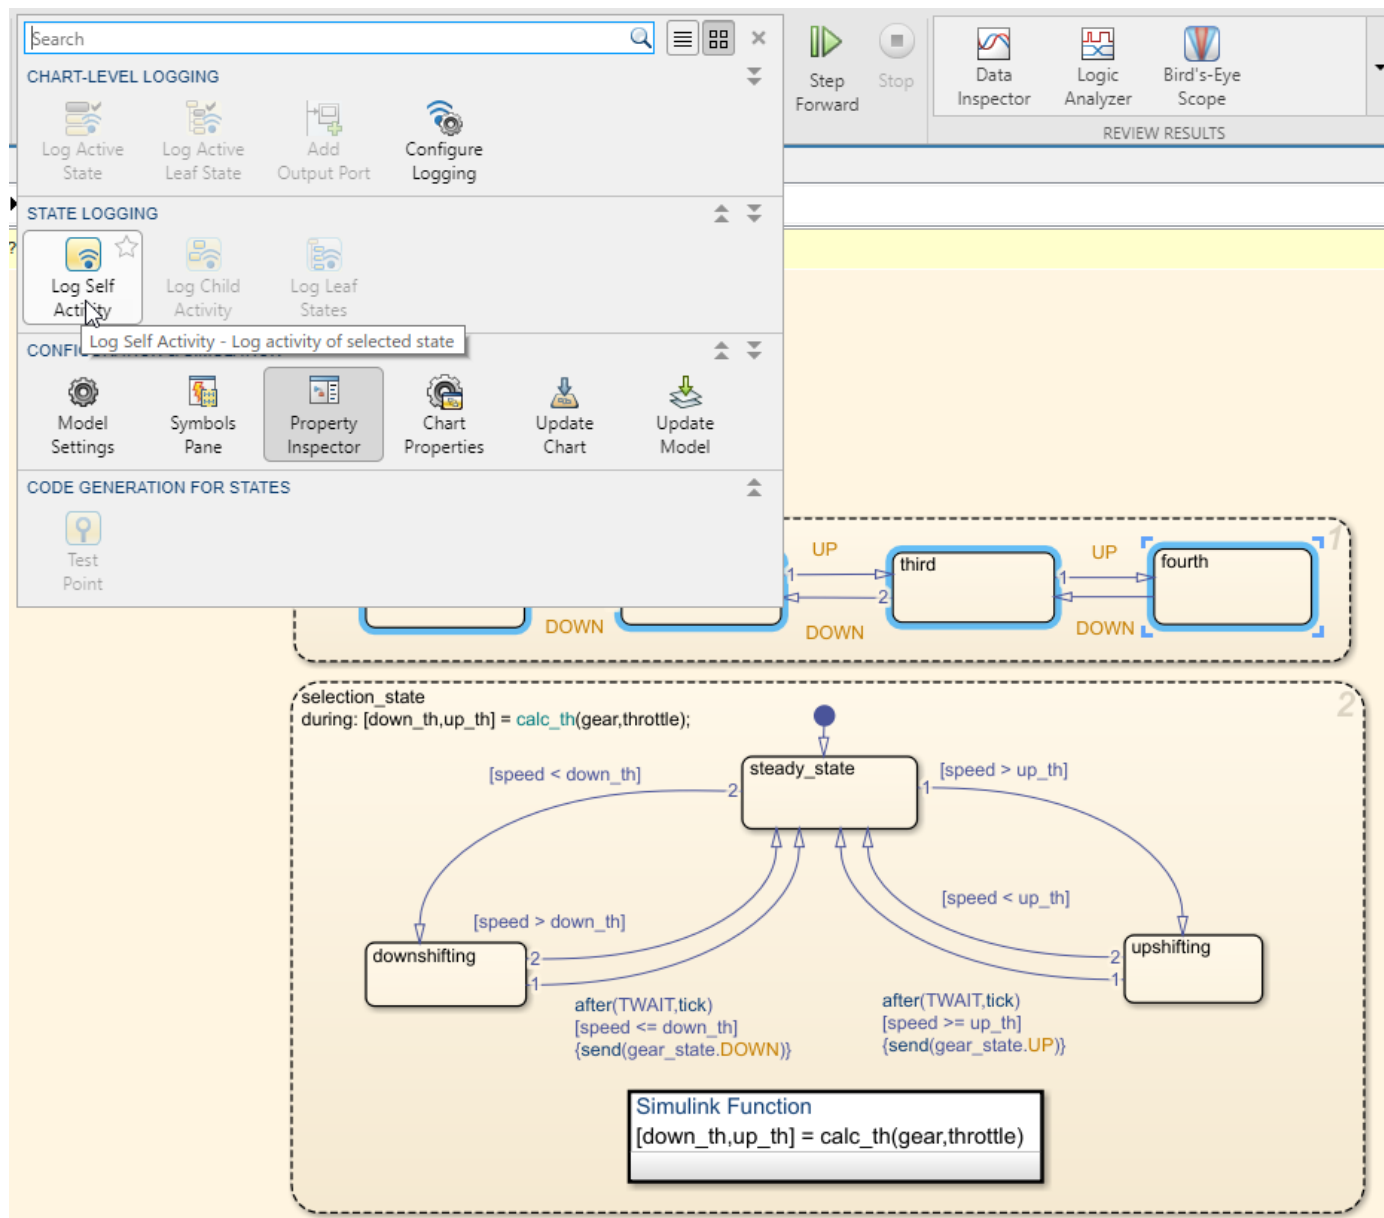 Search
CHART-LEVEL LOGGING
Log Active
State
Log Active
Leaf State
Add
Output Port
Configure
Logging
STATE LOGGING
Log Self
Activity
Log Child
Activity
Log Leaf
States
Log Self Activity - Log activity of selected state
Model
Settings
Symbols
Pane
Property
Inspector
Chart
Properties
Update
Chart
Update
Model
CODE GENERATION FOR STATES
Test
Point
Step
Forward
Stop
Data
Inspector
Logic
Analyzer
Bird's-Eye
Scope
REVIEW RESULTS
?
1
UP
third
UP
fourth
1
2
1
DOWN
DOWN
DOWN
selection_state
during: [down_th,up_th] = calc_th(gear,throttle);
2
steady_state
[speed < down_th]
[speed > up_th]
2
1
[speed > down_th]
[speed < up_th]
downshifting
upshifting
2
1
2
1
after(TWAIT,tick)
[speed <= down_th]
{send(gear_state.DOWN)}
after(TWAIT,tick)
[speed >= up_th]
{send(gear_state.UP)}
Simulink Function
[down_th,up_th] = calc_th(gear,throttle)